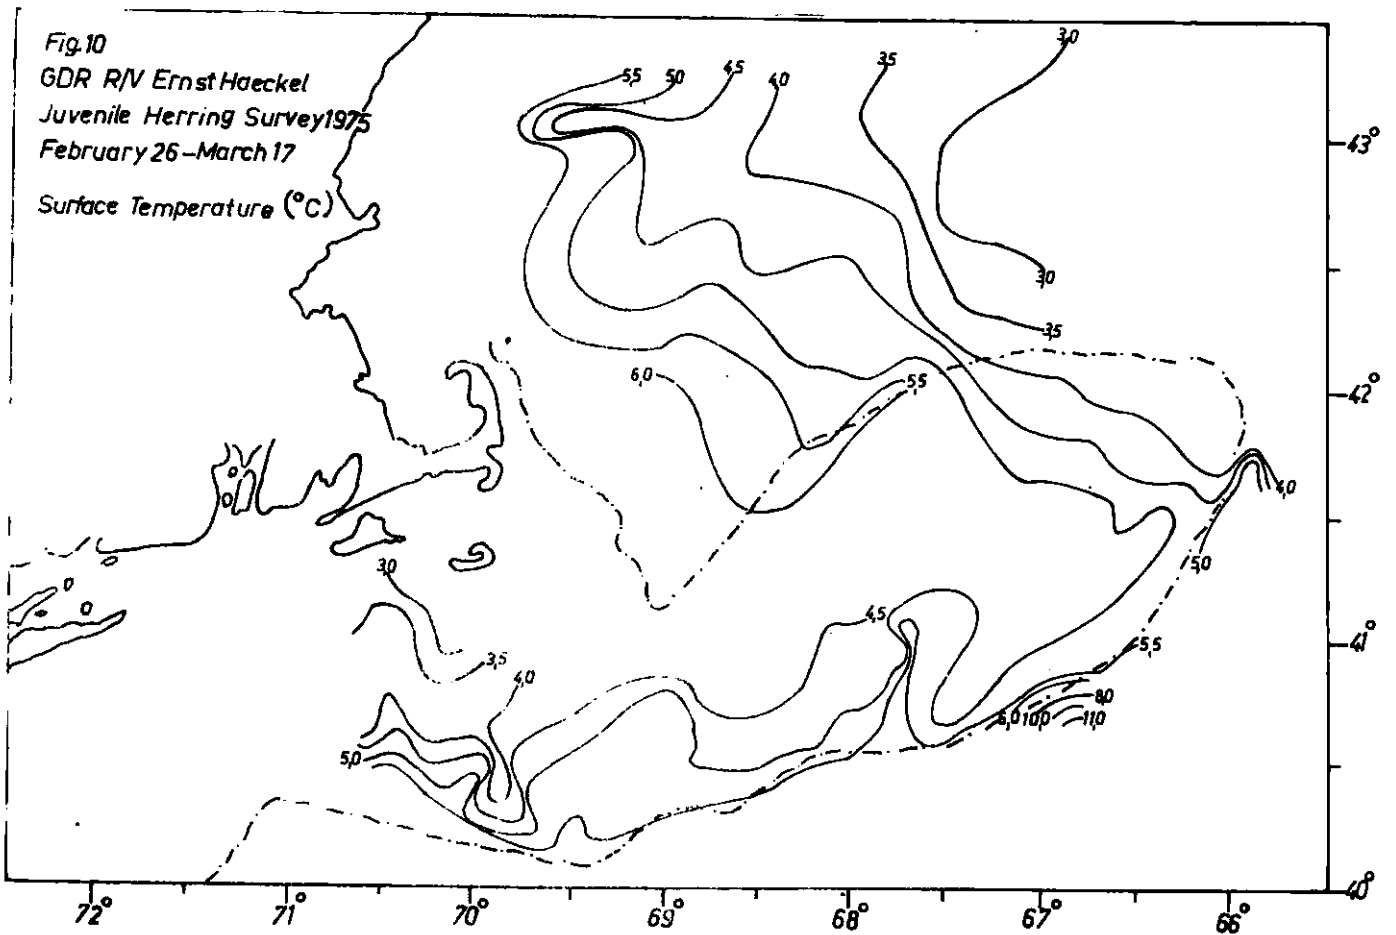 Fig.10
GDR R/V Ernst Haeckel
Juvenile Herring Survey 1975
February 26-March 17
Surface Temperature (°C)
5,5 5,0 4,5 4,0 3,5 3,0
43°
3,0
3,5
6,0 5,5
42°
4,0
5,0
3,0
4,5
41°
5,5
3,5
4,0
8,0
6,0 10,0 11,0
5,0
40°
72° 71° 70° 69° 68° 67° 66°